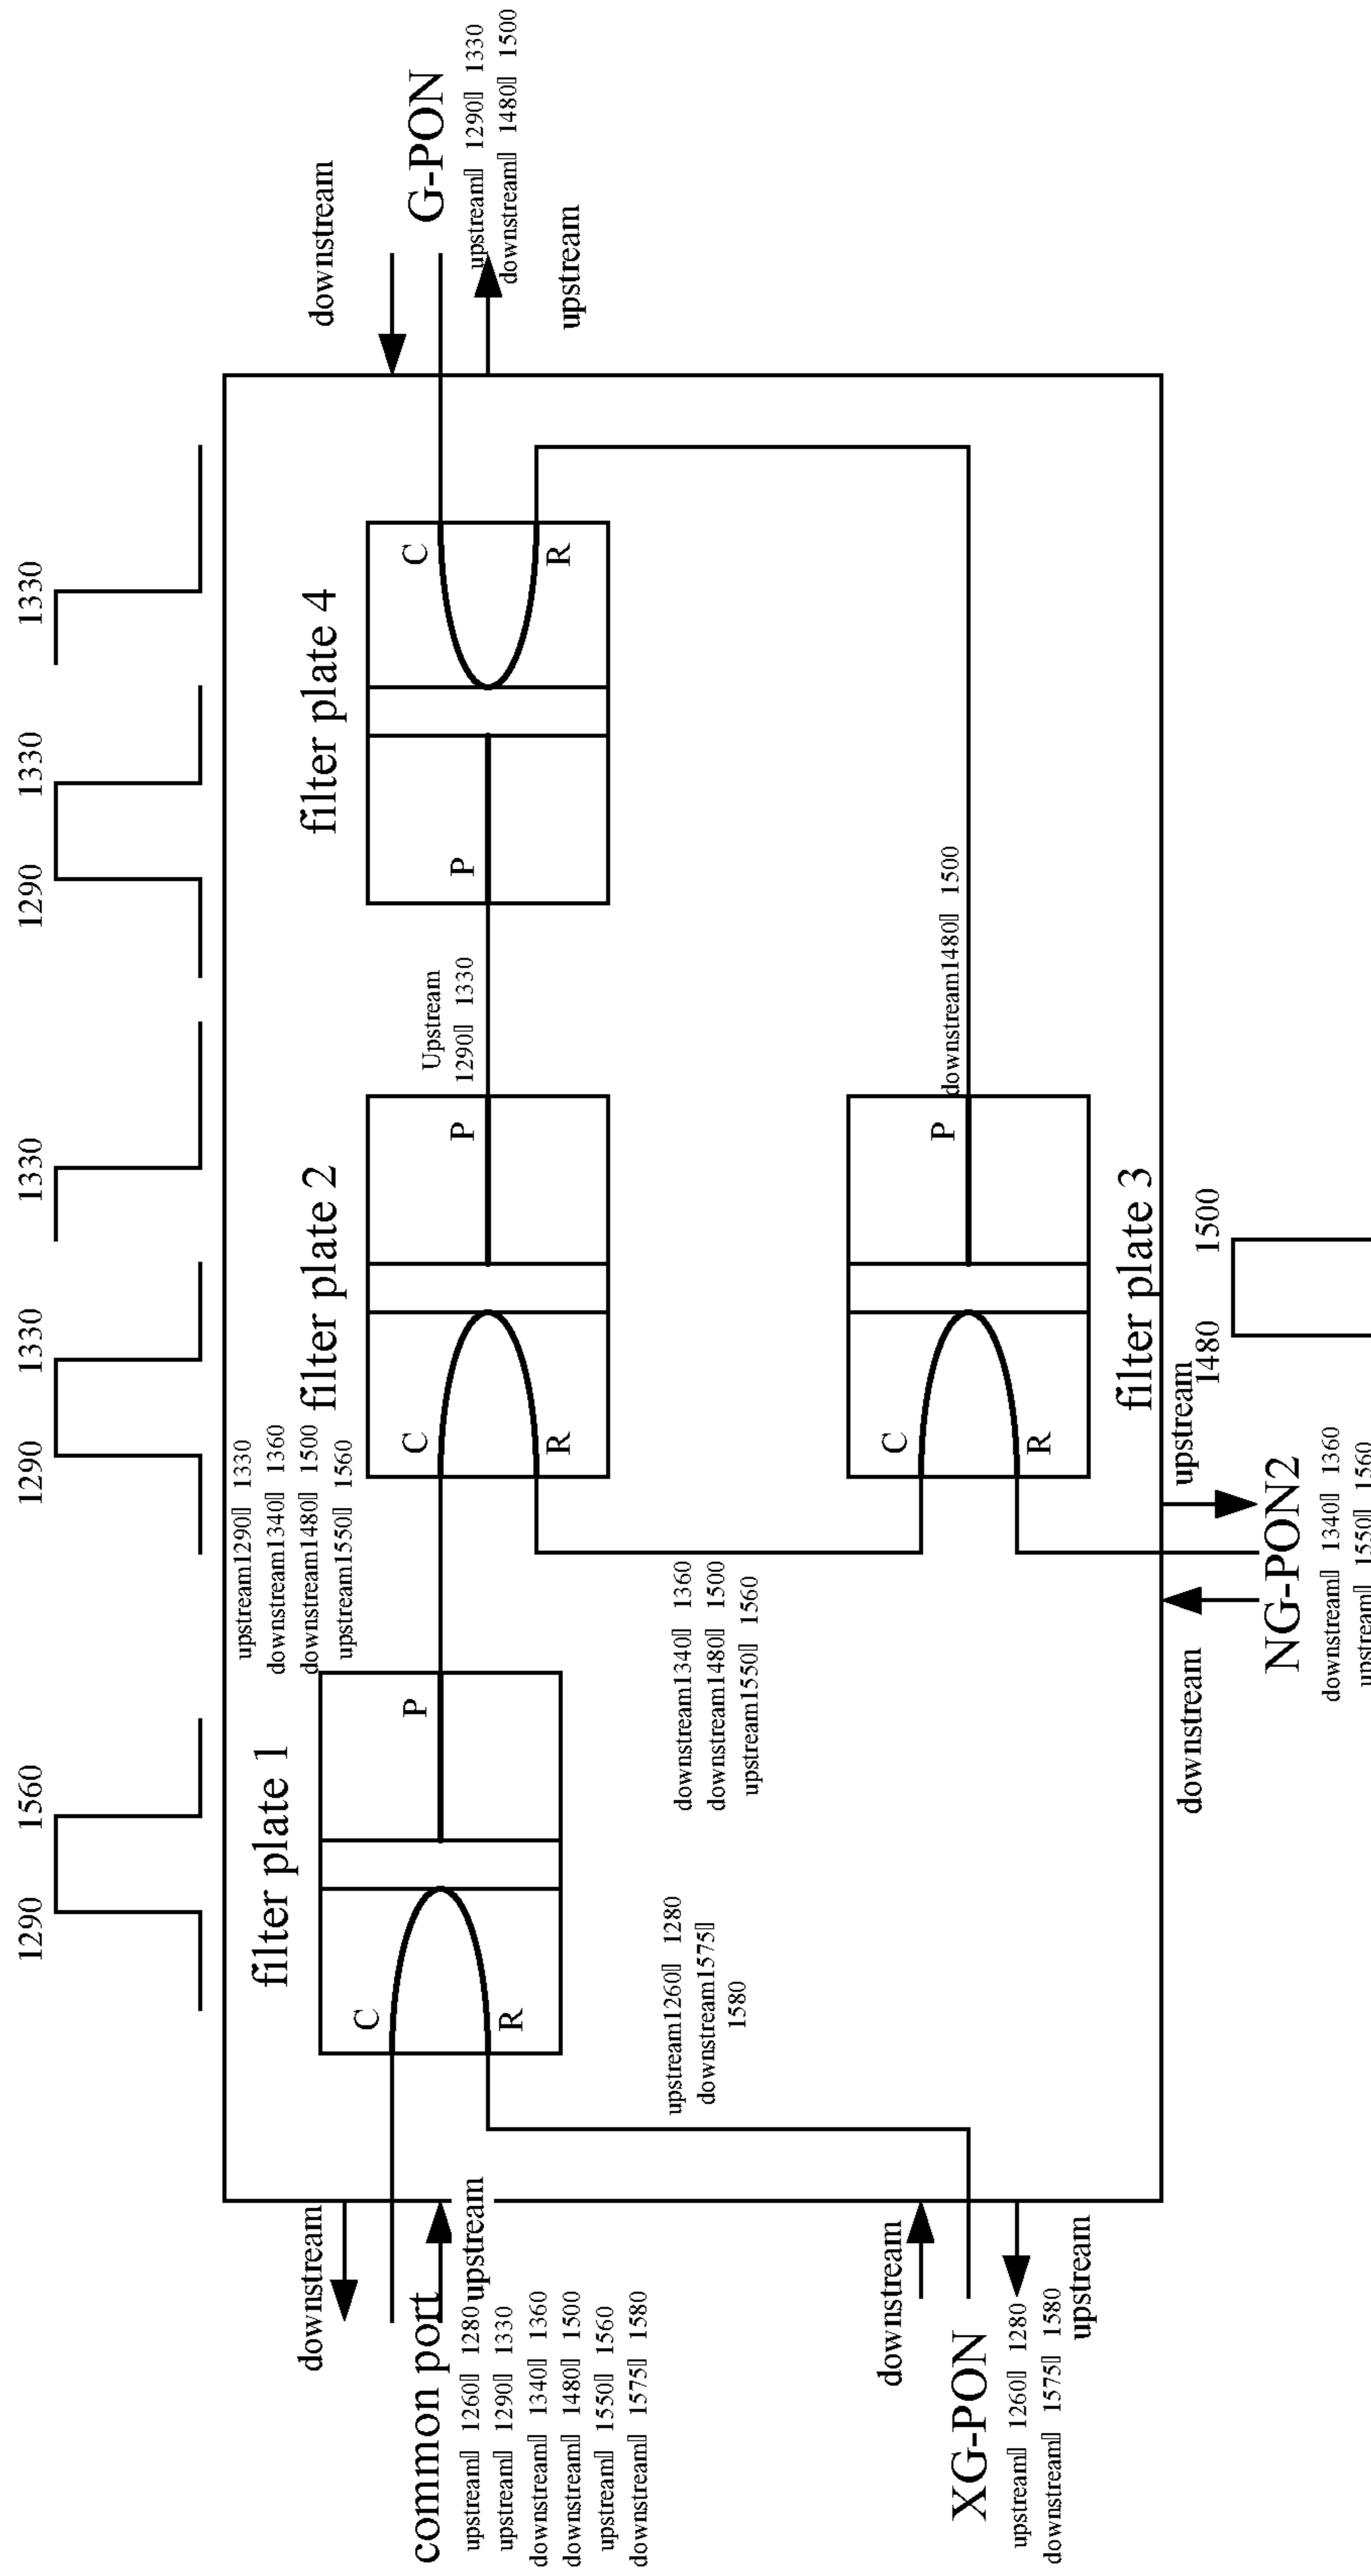 1290 1560
1290 1330
1330
1290 1330
1330
filter plate 1
upstream1290▯ 1330
downstream1340▯ 1360
downstream1480▯ 1500
upstream1550▯ 1560
filter plate 2
filter plate 4
downstream
C
R
P
C
R
P
Upstream
1290▯ 1330
P
C
R
downstream
G-PON
upstream▯ 1290▯ 1330
downstream▯ 1480▯ 1500
upstream
common port
upstream
upstream▯ 1260▯ 1280
upstream▯ 1290▯ 1330
downstream▯ 1340▯ 1360
downstream▯ 1480▯ 1500
upstream▯ 1550▯ 1560
downstream▯ 1575▯ 1580
upstream1260▯ 1280
downstream1575▯
1580
downstream1340▯ 1360
downstream1480▯ 1500
upstream1550▯ 1560
C
R
P
downstream1480▯ 1500
filter plate 3
downstream
XG-PON
upstream▯ 1260▯ 1280
downstream▯ 1575▯ 1580
upstream
downstream
upstream
1480 1500
NG-PON2
downstream▯ 1340▯ 1360
upstream▯ 1550▯ 1560